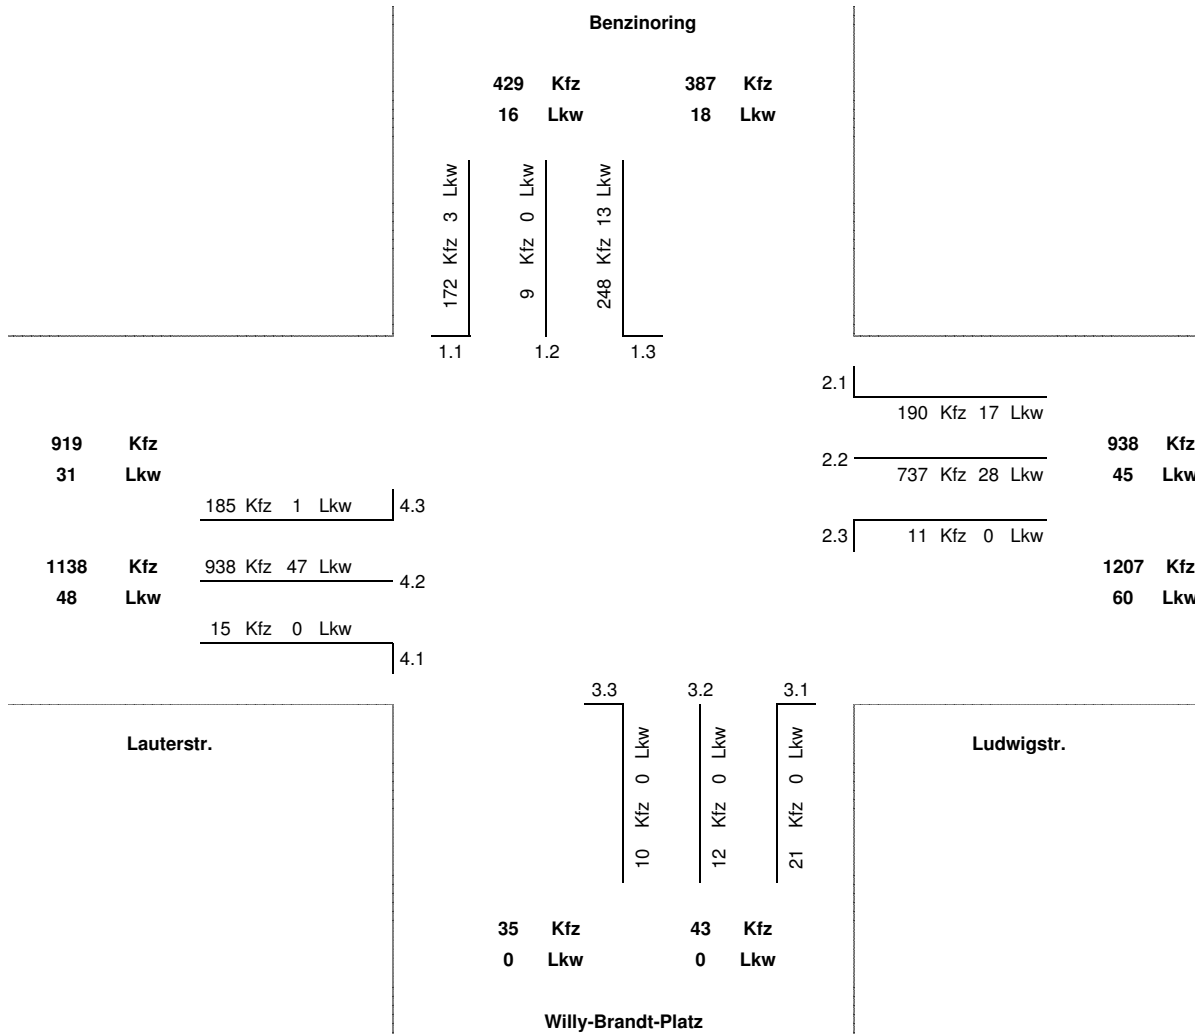 Benzinoring
429 Kfz 387 Kfz
16 Lkw 18 Lkw
172 Kfz 3 Lkw
9 Kfz 0 Lkw
248 Kfz 13 Lkw
1.1 1.2 1.3
2.1
190 Kfz 17 Lkw
919 Kfz
31 Lkw
2.2
737 Kfz 28 Lkw
938 Kfz
45 Lkw
185 Kfz 1 Lkw 4.3
2.3
11 Kfz 0 Lkw
1138 Kfz
48 Lkw
938 Kfz 47 Lkw 4.2
1207 Kfz
60 Lkw
15 Kfz 0 Lkw
4.1
3.3 3.2 3.1
Lauterstr.
Ludwigstr.
10 Kfz 0 Lkw
12 Kfz 0 Lkw
21 Kfz 0 Lkw
35 Kfz 43 Kfz
0 Lkw 0 Lkw
Willy-Brandt-Platz